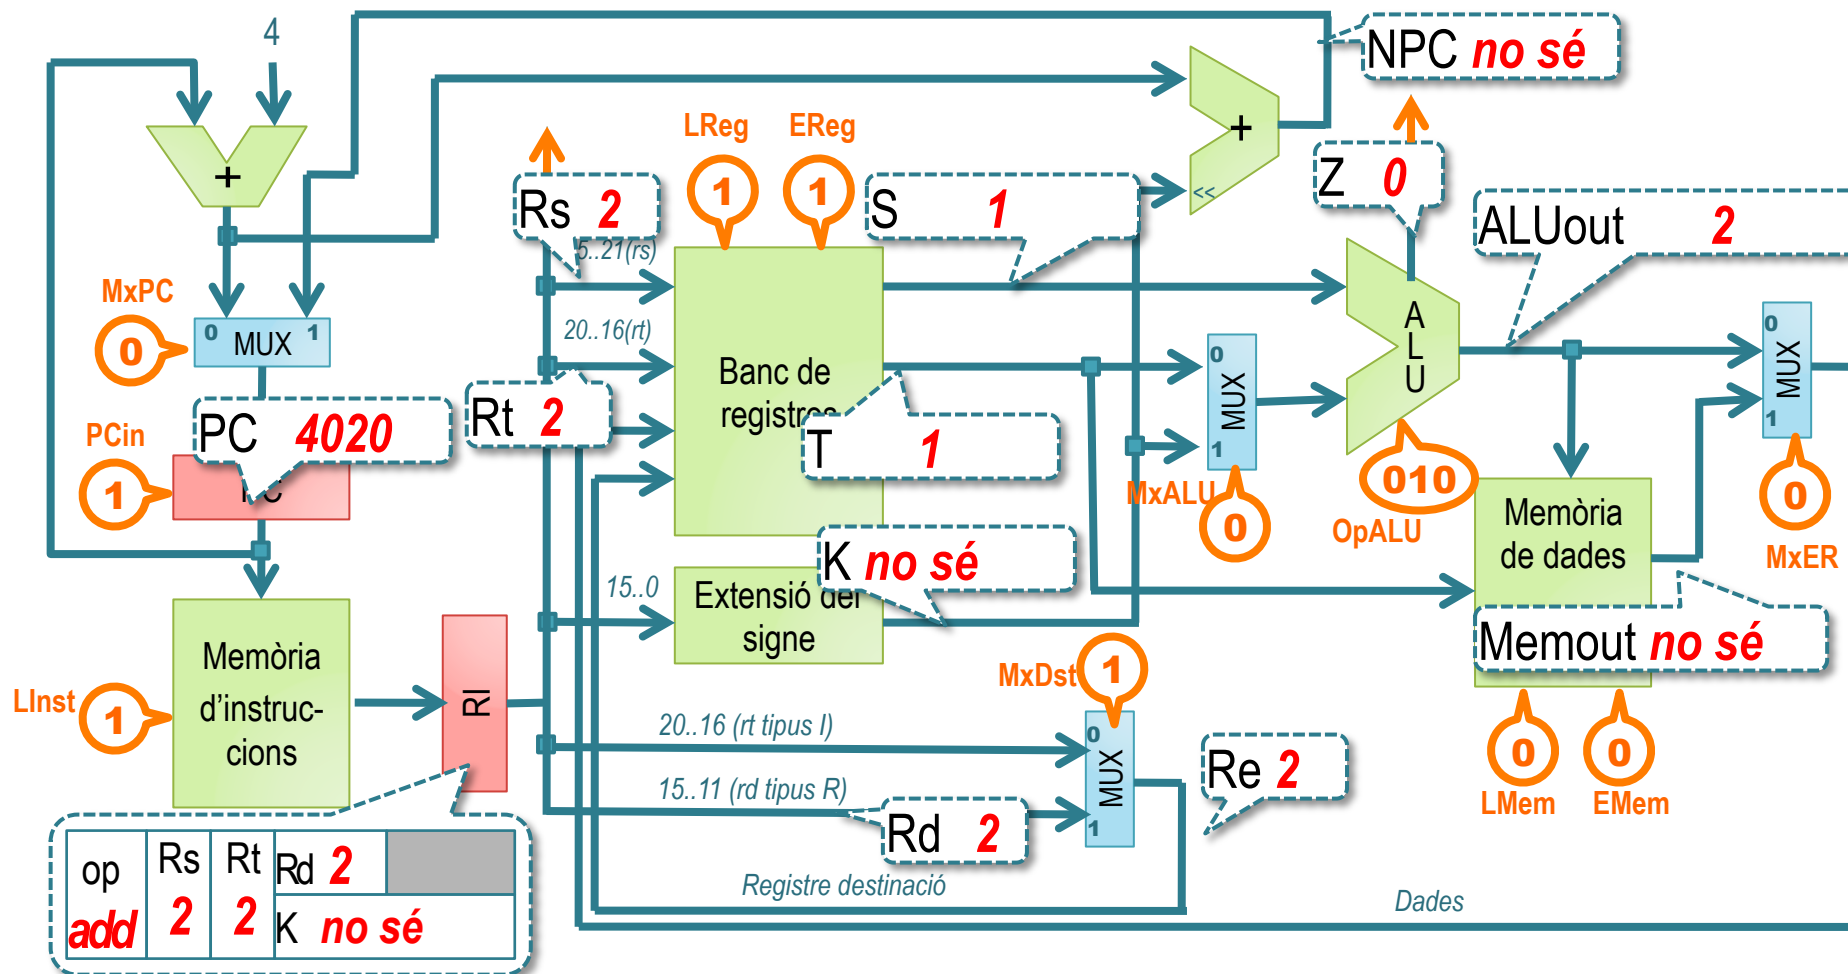 4
NPC no sé
LReg
EReg
1
1
+
+
<<
Rs 2
S 1
Z 0
ALUout 2
5..21(rs)
MxPC
0
0 MUX 1
20..16(rt)
Banc de
registres
0
MUX
1
ALU
0
MUX
1
PCin
1
PC 4020
Rt 2
T 1
MxALU
0
010
OpALU
Memòria
de dades
0
MxER
K no sé
15..0
Extensió del
signe
Memout no sé
Memòria
d'instruc-
cions
LInst
1
RI
MxDst
1
20..16 (rt tipus I)
0
MUX
1
Re 2
0
0
LMem
EMem
15..11 (rd tipus R)
Rd 2
op
add
Rs
2
Rt
2
Rd 2
K no sé
Registre destinació
Dades